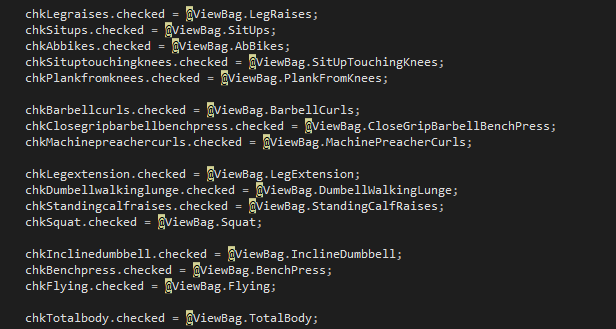 chkLegraises.checked = @ViewBag.LegRaises;
chkSitups.checked = @ViewBag.SitUps;
chkAbbikes.checked = @ViewBag.AbBikes;
chkSituptouchingknees.checked = @ViewBag.SitUpTouchingKnees;
chkPlankfromknees.checked = @ViewBag.PlankFromKnees;
chkBarbellcurls.checked = @ViewBag.BarbellCurls;
chkClosegripbarbellbenchpress.checked = @ViewBag.CloseGripBarbellBenchPress;
chkMachinepreachercurls.checked = @ViewBag.MachinePreacherCurls;
chkLegextension.checked = @ViewBag.LegExtension;
chkDumbellwalkinglunge.checked = @ViewBag.DumbellWalkingLunge;
chkStandingcalfraises.checked = @ViewBag.StandingCalfRaises;
chkSquat.checked = @ViewBag.Squat;
chkInclinedumbbell.checked = @ViewBag.InclineDumbbell;
chkBenchpress.checked = @ViewBag.BenchPress;
chkFlying.checked = @ViewBag.Flying;
chkTotalbody.checked = @ViewBag.TotalBody;